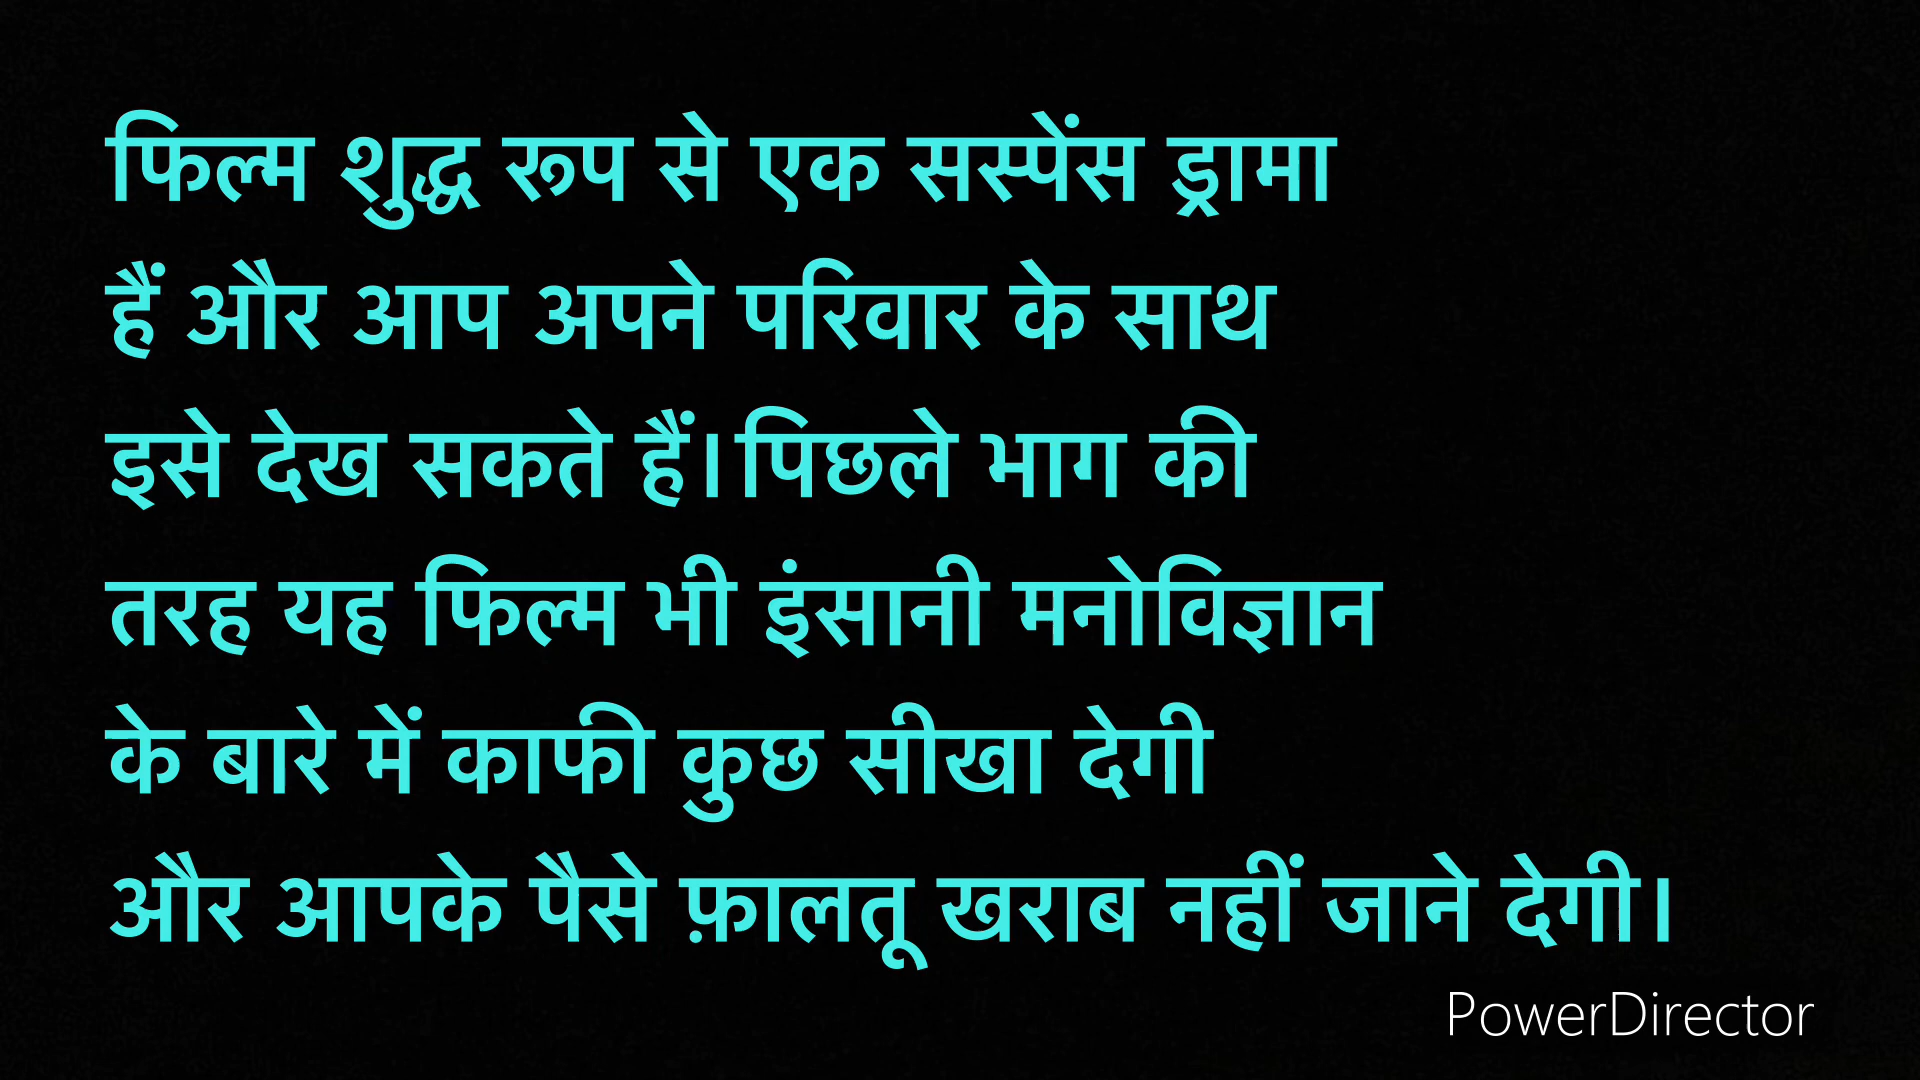 फिल्म शुद्ध रूप से एक सस्पेंस ड्रामा
हैं और आप अपने परिवार के साथ
इसे देख सकते हैं।पिछले भाग की
तरह यह फिल्म भी इंसानी मनोविज्ञान
के बारे में काफी कुछ सीखा देगी
और आपके पैसे फ़ालतू खराब नहीं जाने देगी।
PowerDirector